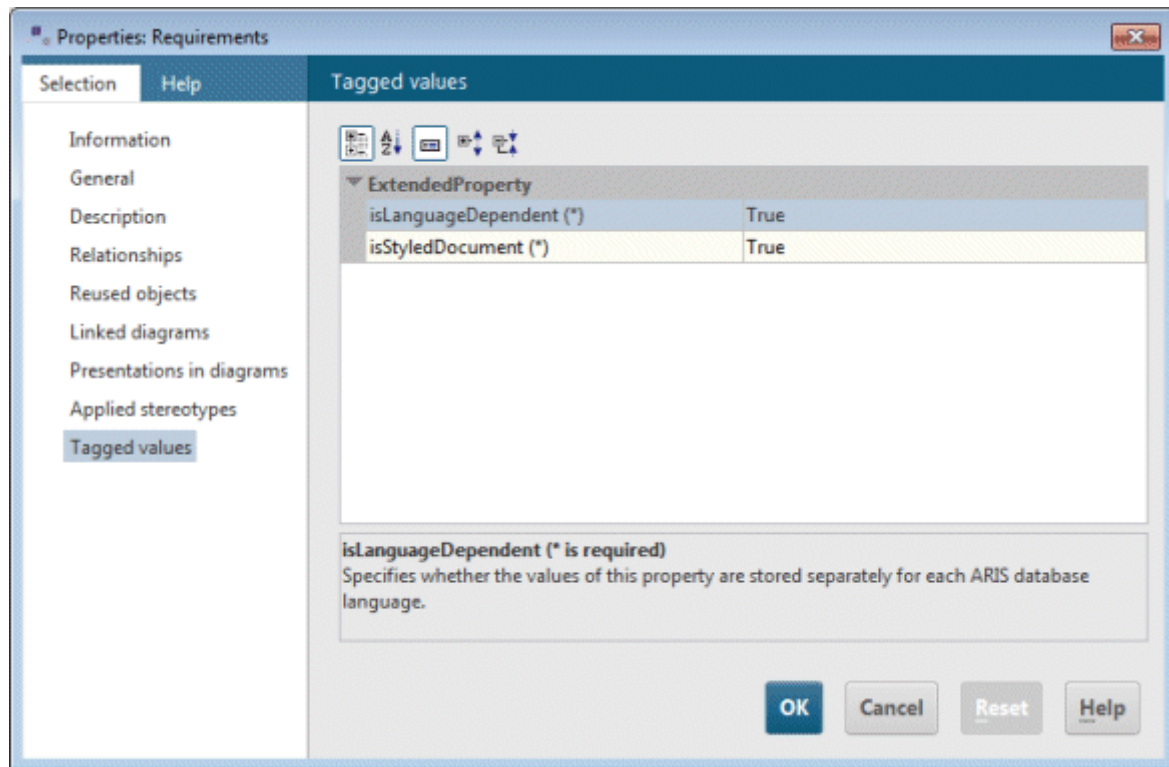 Properties: Requirements
Selection Help
Tagged values
Information
General
Description
Relationships
Reused objects
Linked diagrams
Presentations in diagrams
Applied stereotypes
Tagged values
ExtendedProperty
isLanguageDependent (*) True
isStyledDocument (*) True
isLanguageDependent (* is required)
Specifies whether the values of this property are stored separately for each ARIS database
language.
OK Cancel Reset Help